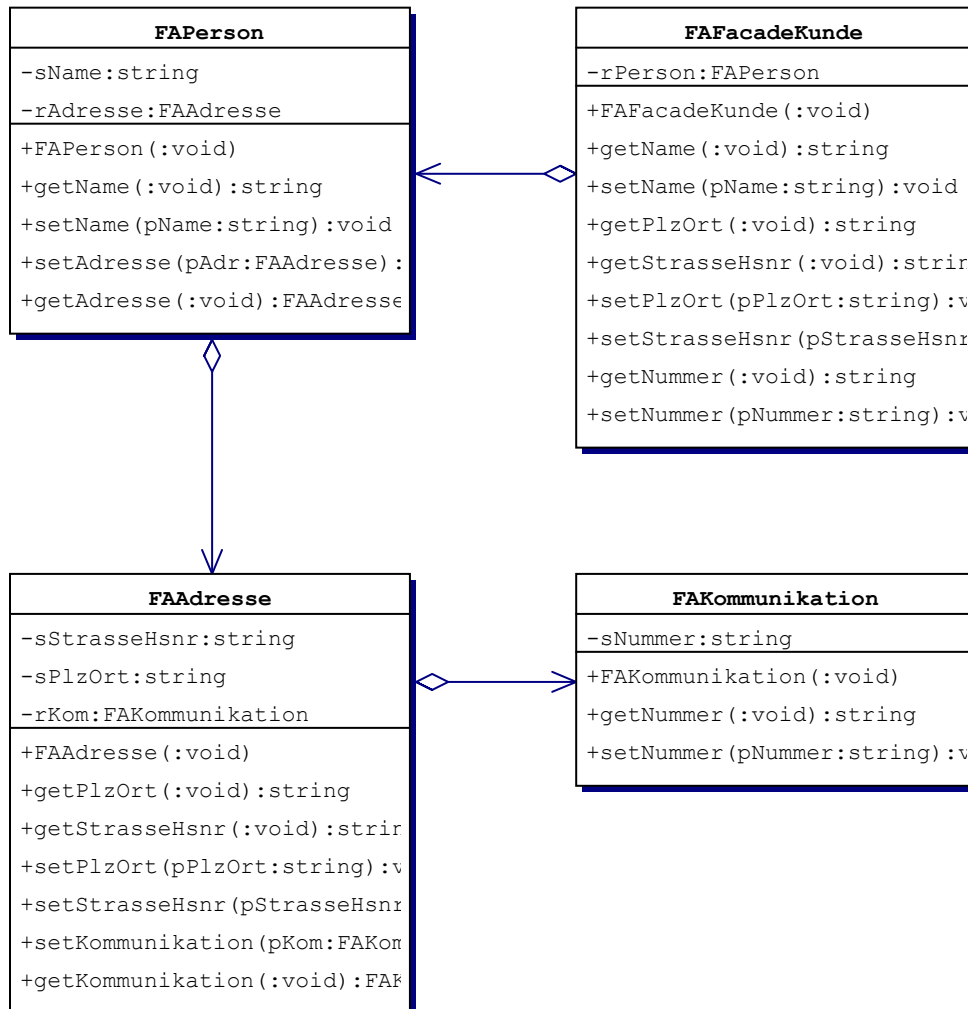 FAPerson
-sName:string
-rAdresse:FAAdresse
+FAPerson(:void)
+getName(:void):string
+setName(pName:string):void
+setAdresse(pAdr:FAAdresse):
+getAdresse(:void):FAAdresse
FAFacadeKunde
-rPerson:FAPerson
+FAFacadeKunde(:void)
+getName(:void):string
+setName(pName:string):void
+getPlzOrt(:void):string
+getStrasseHsnr(:void):strin
+setPlzOrt(pPlzOrt:string):v
+setStrasseHsnr(pStrasseHsnr
+getNummer(:void):string
+setNummer(pNummer:string):v
FAAdresse
-sStrasseHsnr:string
-sPlzOrt:string
-rKom:FAKommunikation
+FAAdresse(:void)
+getPlzOrt(:void):string
+getStrasseHsnr(:void):strin
+setPlzOrt(pPlzOrt:string):v
+setStrasseHsnr(pStrasseHsnr
+setKommunikation(pKom:FAKom
+getKommunikation(:void):FAK
FAKommunikation
-sNummer:string
+FAKommunikation(:void)
+getNummer(:void):string
+setNummer(pNummer:string):v